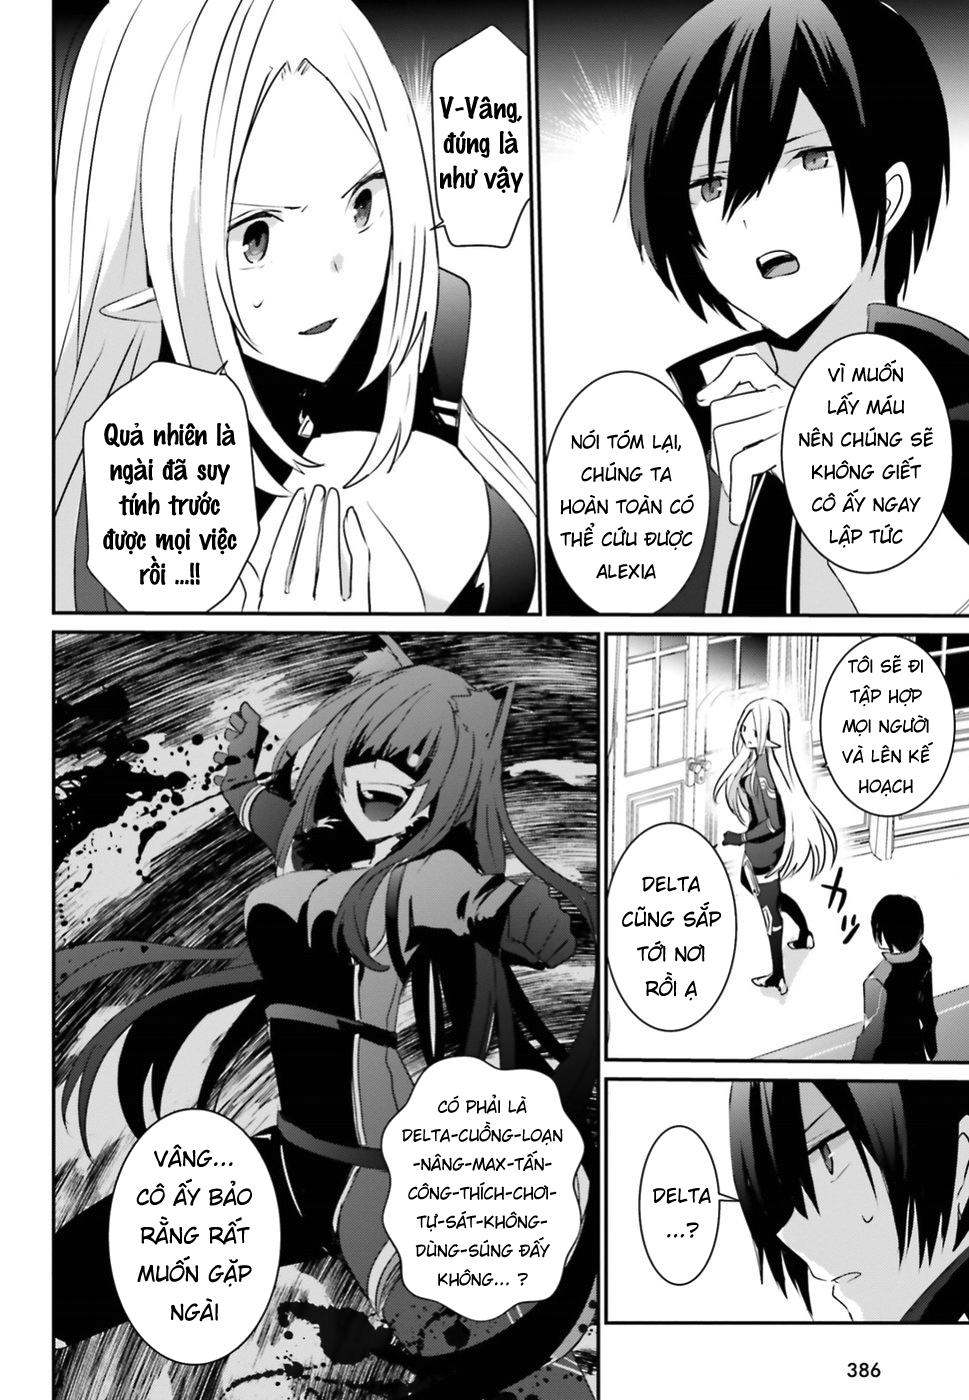 VÌ MUỐN
LẤY MÁU
NÊN CHÚNG SẼ
KHÔNG GIẾT
CÔ ẤY NGAY
LẬP TỨC
NÓI TÓM LẠI,
CHÚNG TA
HOÀN TOÀN CÓ
THỂ CỨU ĐƯỢC
ALEXIA
V-Vâng,
đúng là
như vậy
Quả nhiên là
ngài đã suy
tính trước
được mọi việc
rồi ...!!
TÔI SẼ ĐI
TẬP HỢP
MỌI NGƯỜI
VÀ LÊN KẾ
HOẠCH
DELTA
CŨNG SẮP
TỚI NƠI
RỒI Ạ
カッ
DELTA
...?
CÓ PHẢI LÀ
DELTA-CUỒNG-LOẠN
-NÂNG-MAX-TẤN-
CÔNG-THÍCH-CHƠI-
TỰ-SÁT-KHÔNG-
DÙNG-SÚNG ĐẤY
KHÔNG... ?
VÂNG...
CÔ ẤY BẢO
RẰNG RẤT
MUỐN GẶP
NGÀI
386